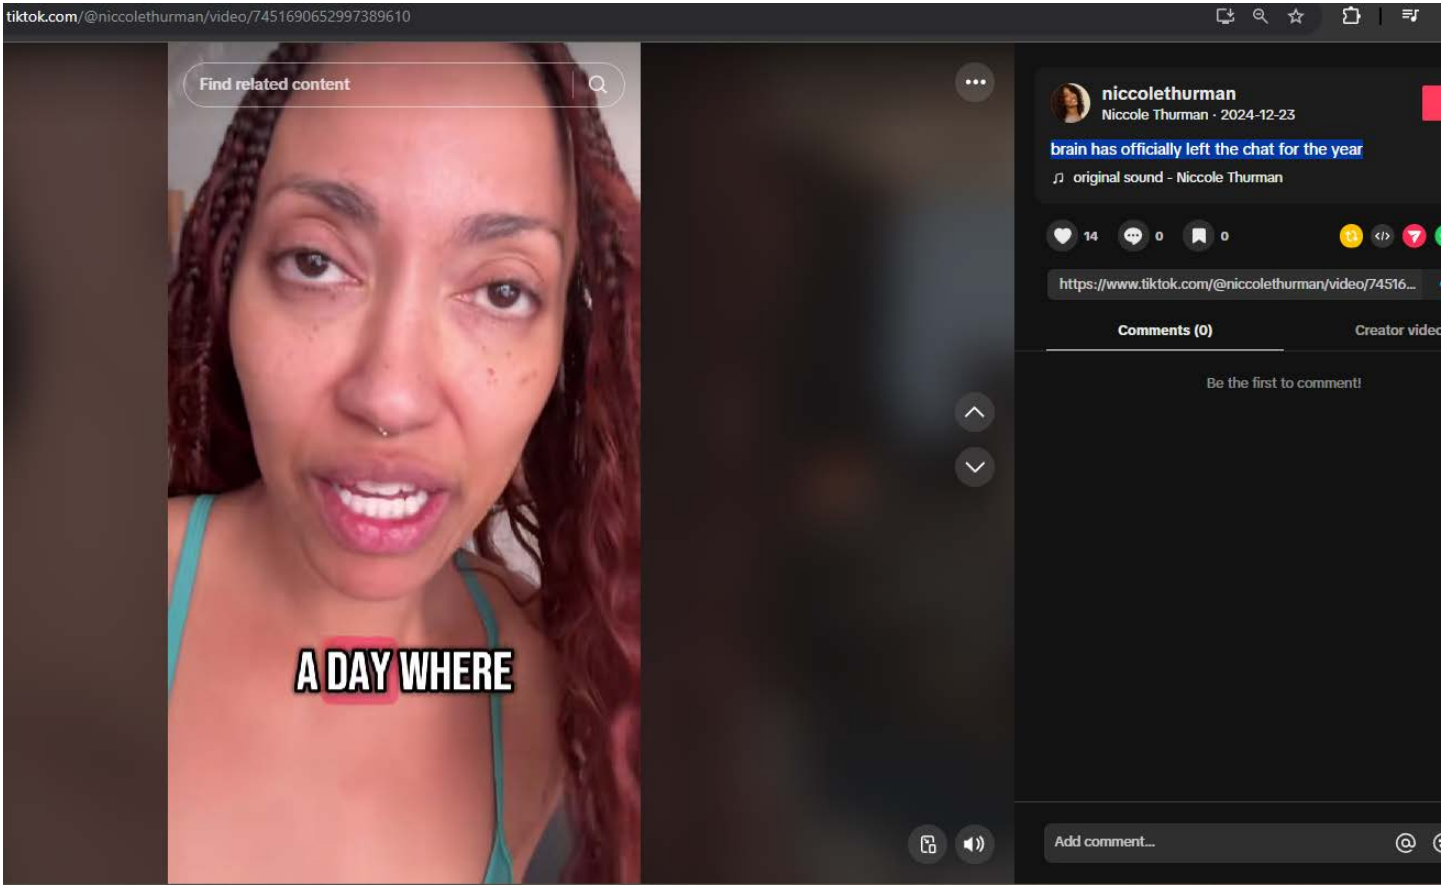 tiktok.com/@niccolethurman/video/7451690652997389610
Find related content
A DAY WHERE
niccolethurman
Niccole Thurman · 2024-12-23
brain has officially left the chat for the year
original sound - Niccole Thurman
14
0
0
https://www.tiktok.com/@niccolethurman/video/74516...
Comments (0)
Creator video
Be the first to comment!
Add comment...